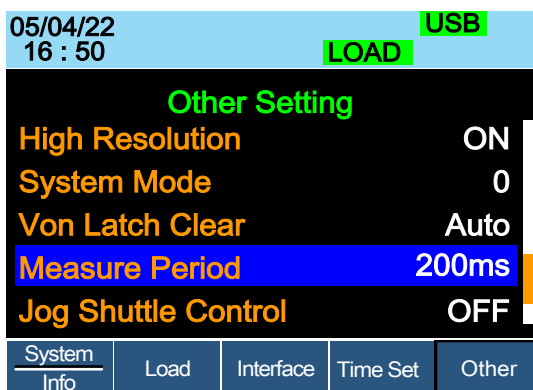 05/04/22 USB
16 : 50 LOAD
Other Setting
High Resolution ON
System Mode 0
Von Latch Clear Auto
Measure Period 200ms
Jog Shuttle Control OFF
System Info Load Interface Time Set Other